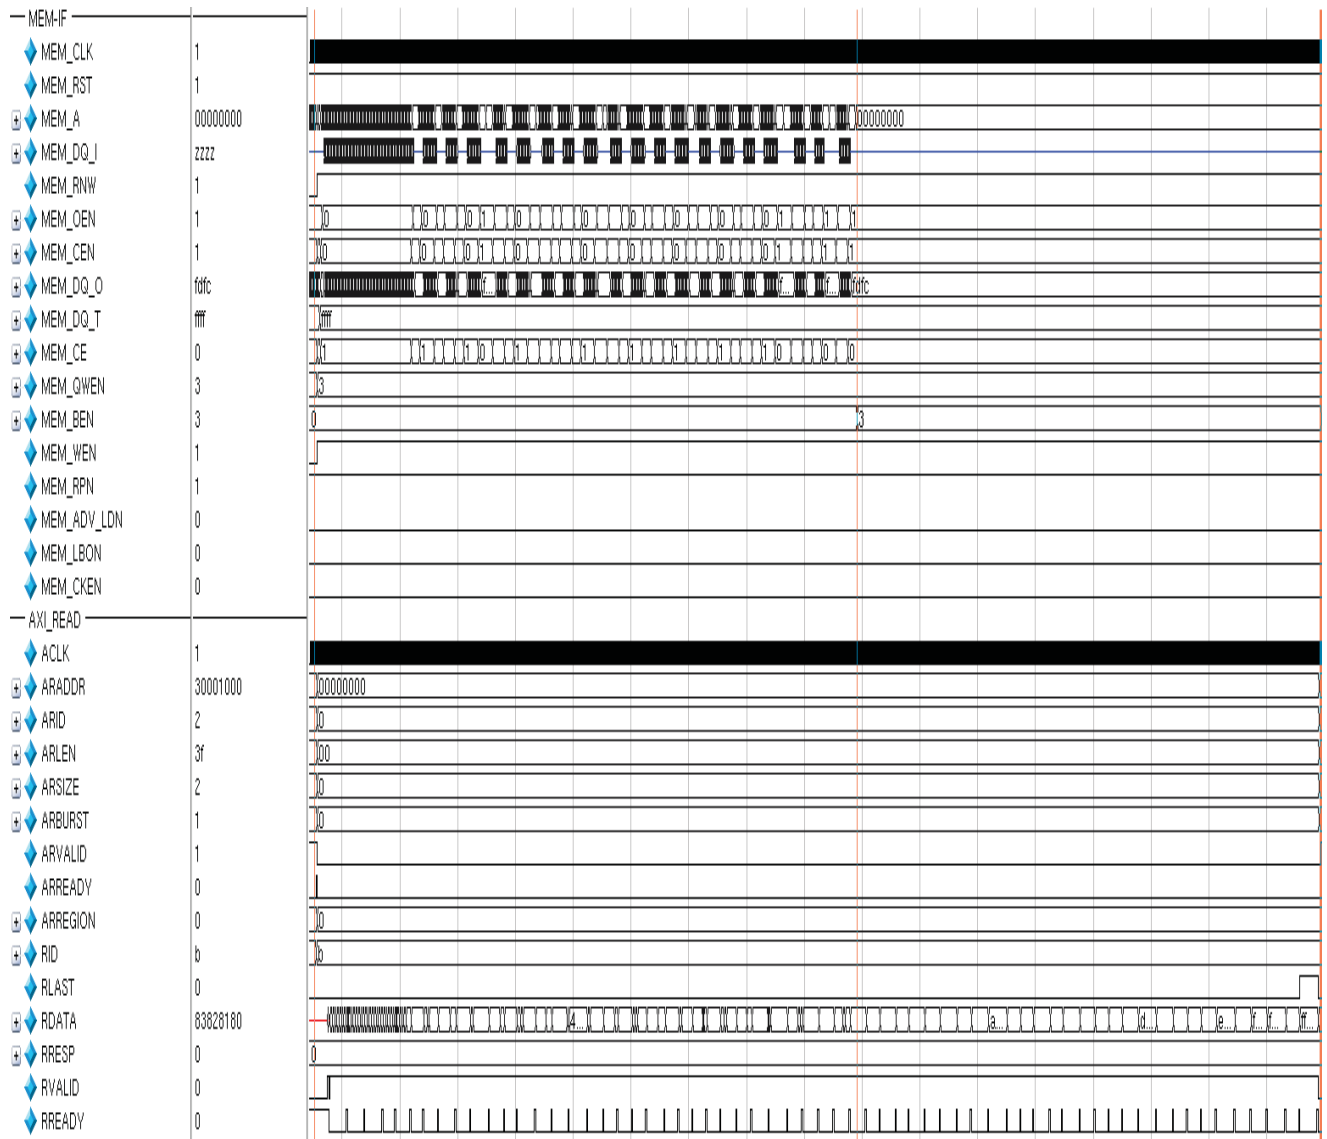 MEM-IF
MEM_CLK 1
MEM_RST 1
MEM_A 00000000 00000000
MEM_DQ_I zzzz
MEM_RNW 1
MEM_OEN 1 0 0 0 1 0 0 0 0 0 0 1 1 1
MEM_CEN 1 0 0 0 1 0 0 0 0 0 0 1 1 1
MEM_DQ_O fdfc f... f... f... fdfc
MEM_DQ_T ffff ffff
MEM_CE 0 1 1 1 0 1 1 1 1 1 1 0 0 0
MEM_QWEN 3 3
MEM_BEN 3 0 3
MEM_WEN 1
MEM_RPN 1
MEM_ADV_LDN 0
MEM_LBON 0
MEM_CKEN 0
AXI_READ
ACLK 1
ARADDR 30001000 00000000
ARID 2 0
ARLEN 3f 00
ARSIZE 2 0
ARBURST 1 0
ARVALID 1
ARREADY 0
ARREGION 0 0
RID b b
RLAST 0
RDATA 83828180 4... a... d... e... f... f... ff...
RRESP 0 0
RVALID 0
RREADY 0